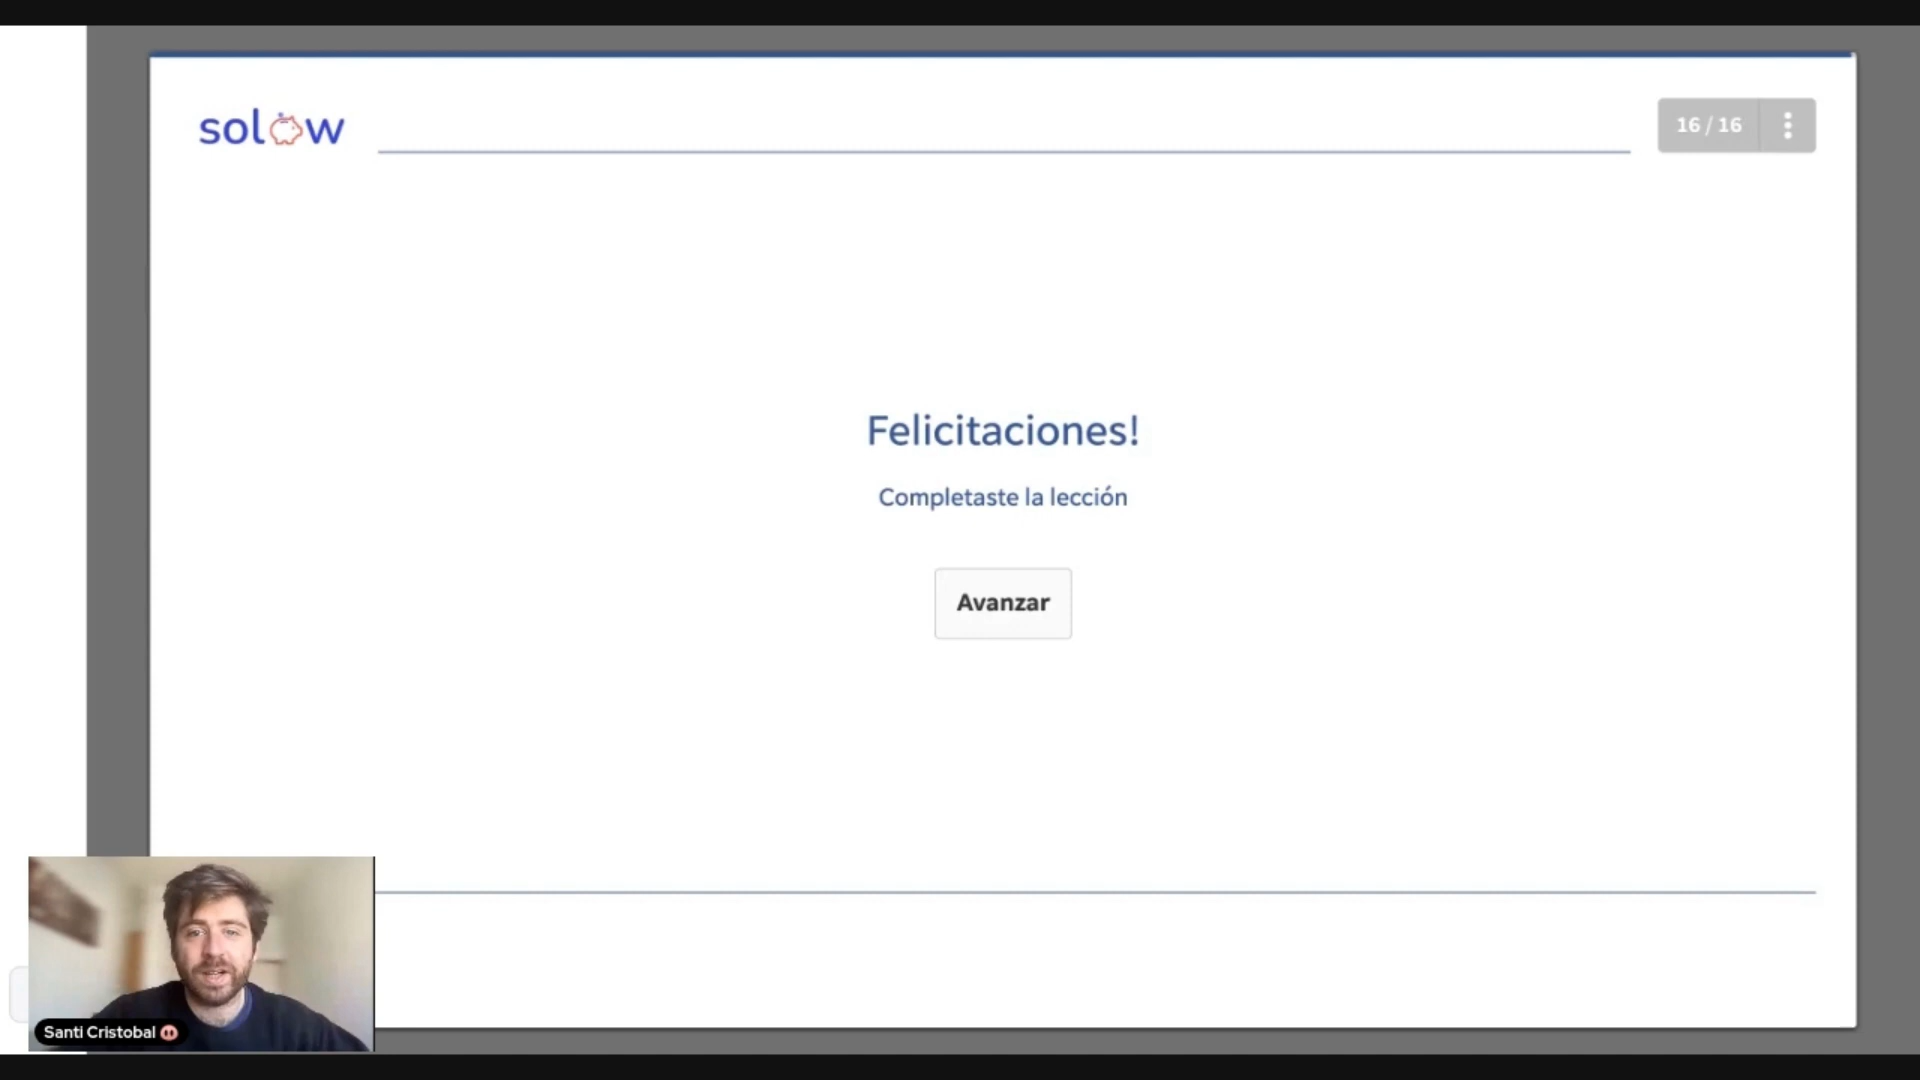 solow
16 / 16
Felicitaciones!
Completaste la lección
Avanzar
Santi Cristobal